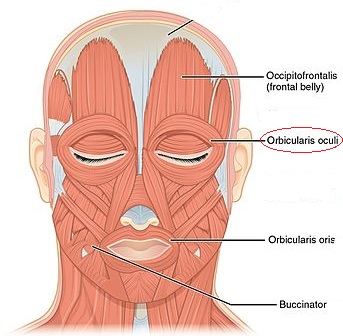 Occipitofrontalis
(frontal belly)
Orbicularis oculi
Orbicularis oris
Buccinator